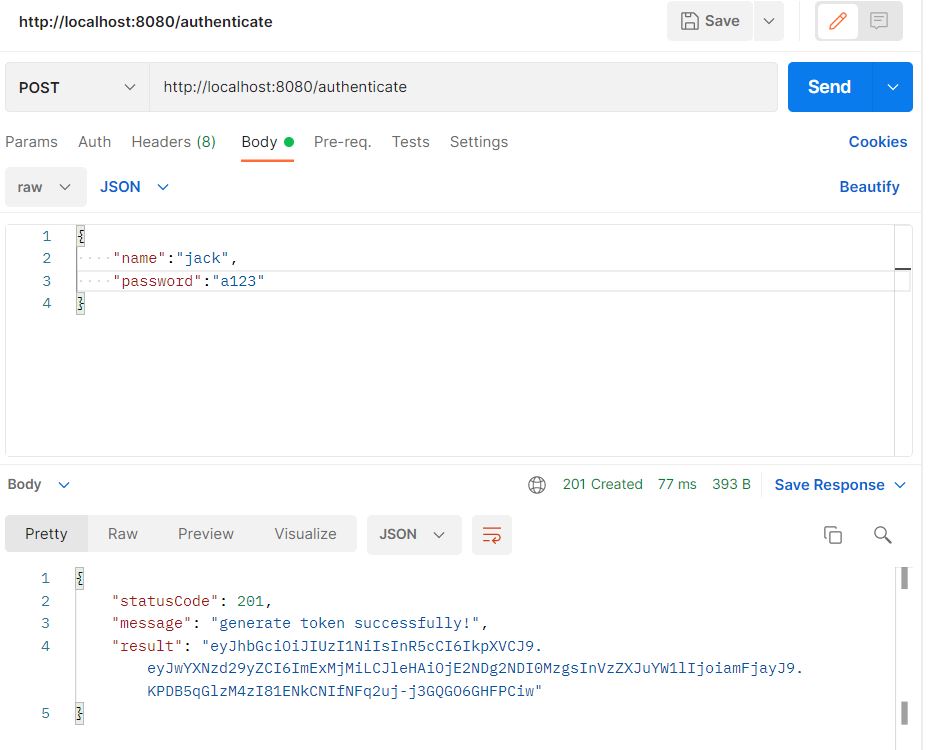 http://localhost:8080/authenticate
Save
POST
http://localhost:8080/authenticate
Send
Params Auth Headers (8) Body Pre-req. Tests Settings Cookies
raw JSON Beautify
1 {
2 "name":"jack",
3 "password":"a123"
4 }
Body 201 Created 77 ms 393 B Save Response
Pretty Raw Preview Visualize JSON
1 {
2 "statusCode": 201,
3 "message": "generate token successfully!",
4 "result": "eyJhbGciOiJIUzI1NiIsInR5cCI6IkpXVCJ9.
eyJwYXNzd29yZCI6ImExMjMiLCJleHAiOjE2NDg2NDI0MzgsInVzZXJuYW1lIjoiamFjayJ9.
KPDB5qGlzM4zI81ENkCNIfNFq2uj-j3GQGO6GHFPCiw"
5 }